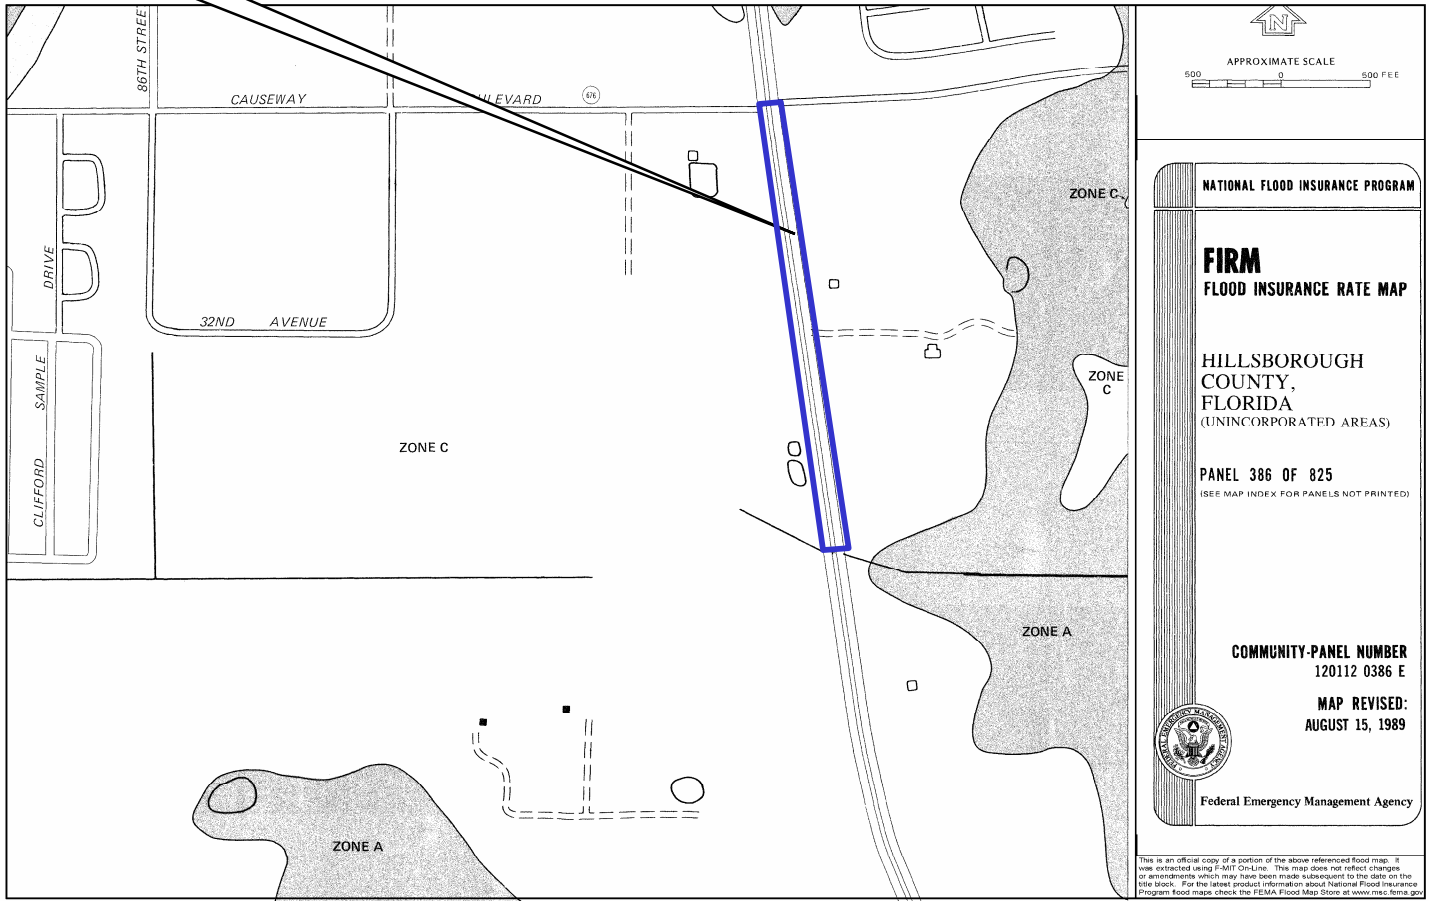 86TH STREET
CAUSEWAY
ULEVARD
676
DRIVE
32ND AVENUE
CLIFFORD SAMPLE
ZONE C
ZONE C
ZONE
C
ZONE A
ZONE A
N
APPROXIMATE SCALE
500 0 500 FEE
NATIONAL FLOOD INSURANCE PROGRAM
FIRM
FLOOD INSURANCE RATE MAP
HILLSBOROUGH
COUNTY,
FLORIDA
(UNINCORPORATED AREAS)
PANEL 386 OF 825
(SEE MAP INDEX FOR PANELS NOT PRINTED)
COMMUNITY-PANEL NUMBER
120112 0386 E
MAP REVISED:
AUGUST 15, 1989
FEDERAL EMERGENCY MANAGEMENT AGENCY
Federal Emergency Management Agency
This is an official copy of a portion of the above referenced flood map. It
was extracted using F-MIT On-Line. This map does not reflect changes
or amendments which may have been made subsequent to the date on the
title block. For the latest product information about National Flood Insurance
Program flood maps check the FEMA Flood Map Store at www.msc.fema.gov